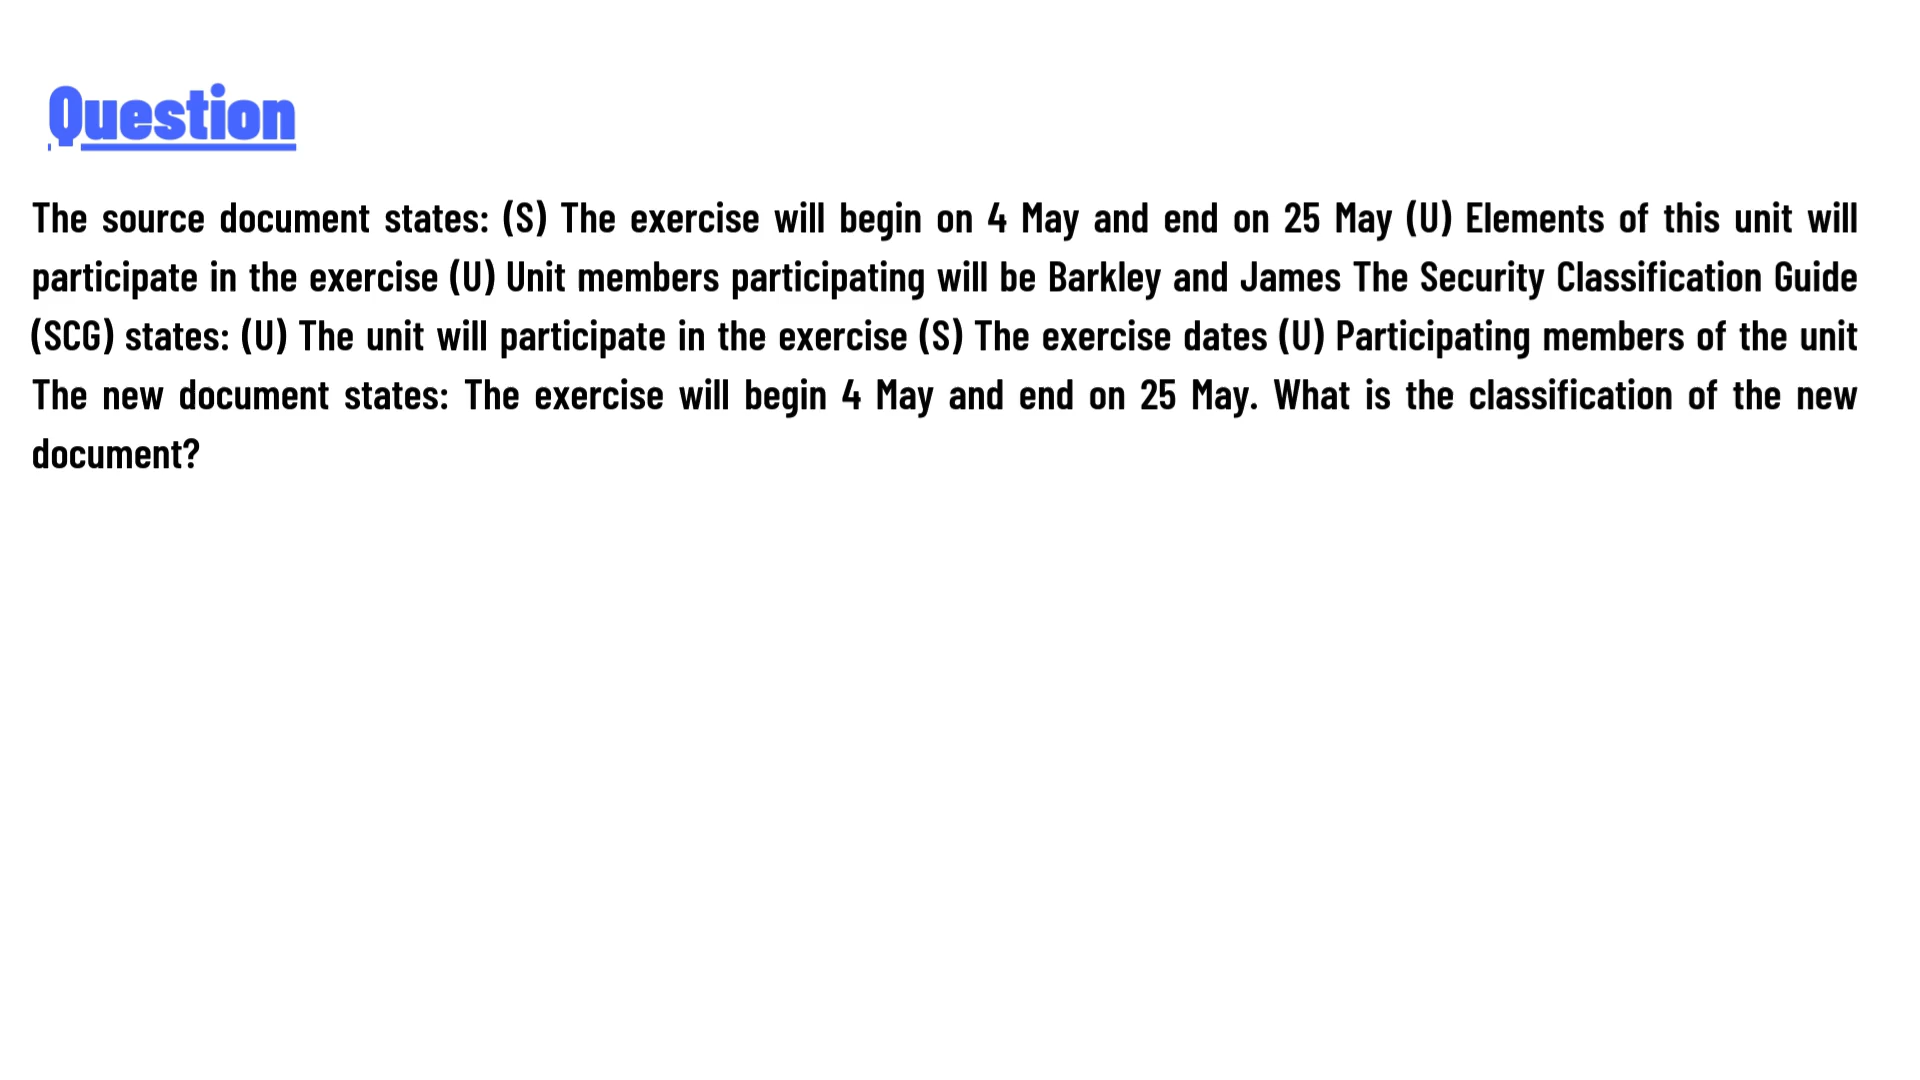 Question
The source document states: (S) The exercise will begin on 4 May and end on 25 May (U) Elements of this unit will
participate in the exercise (U) Unit members participating will be Barkley and James The Security Classification Guide
(SCG) states: (U) The unit will participate in the exercise (S) The exercise dates (U) Participating members of the unit
The new document states: The exercise will begin 4 May and end on 25 May. What is the classification of the new
document?